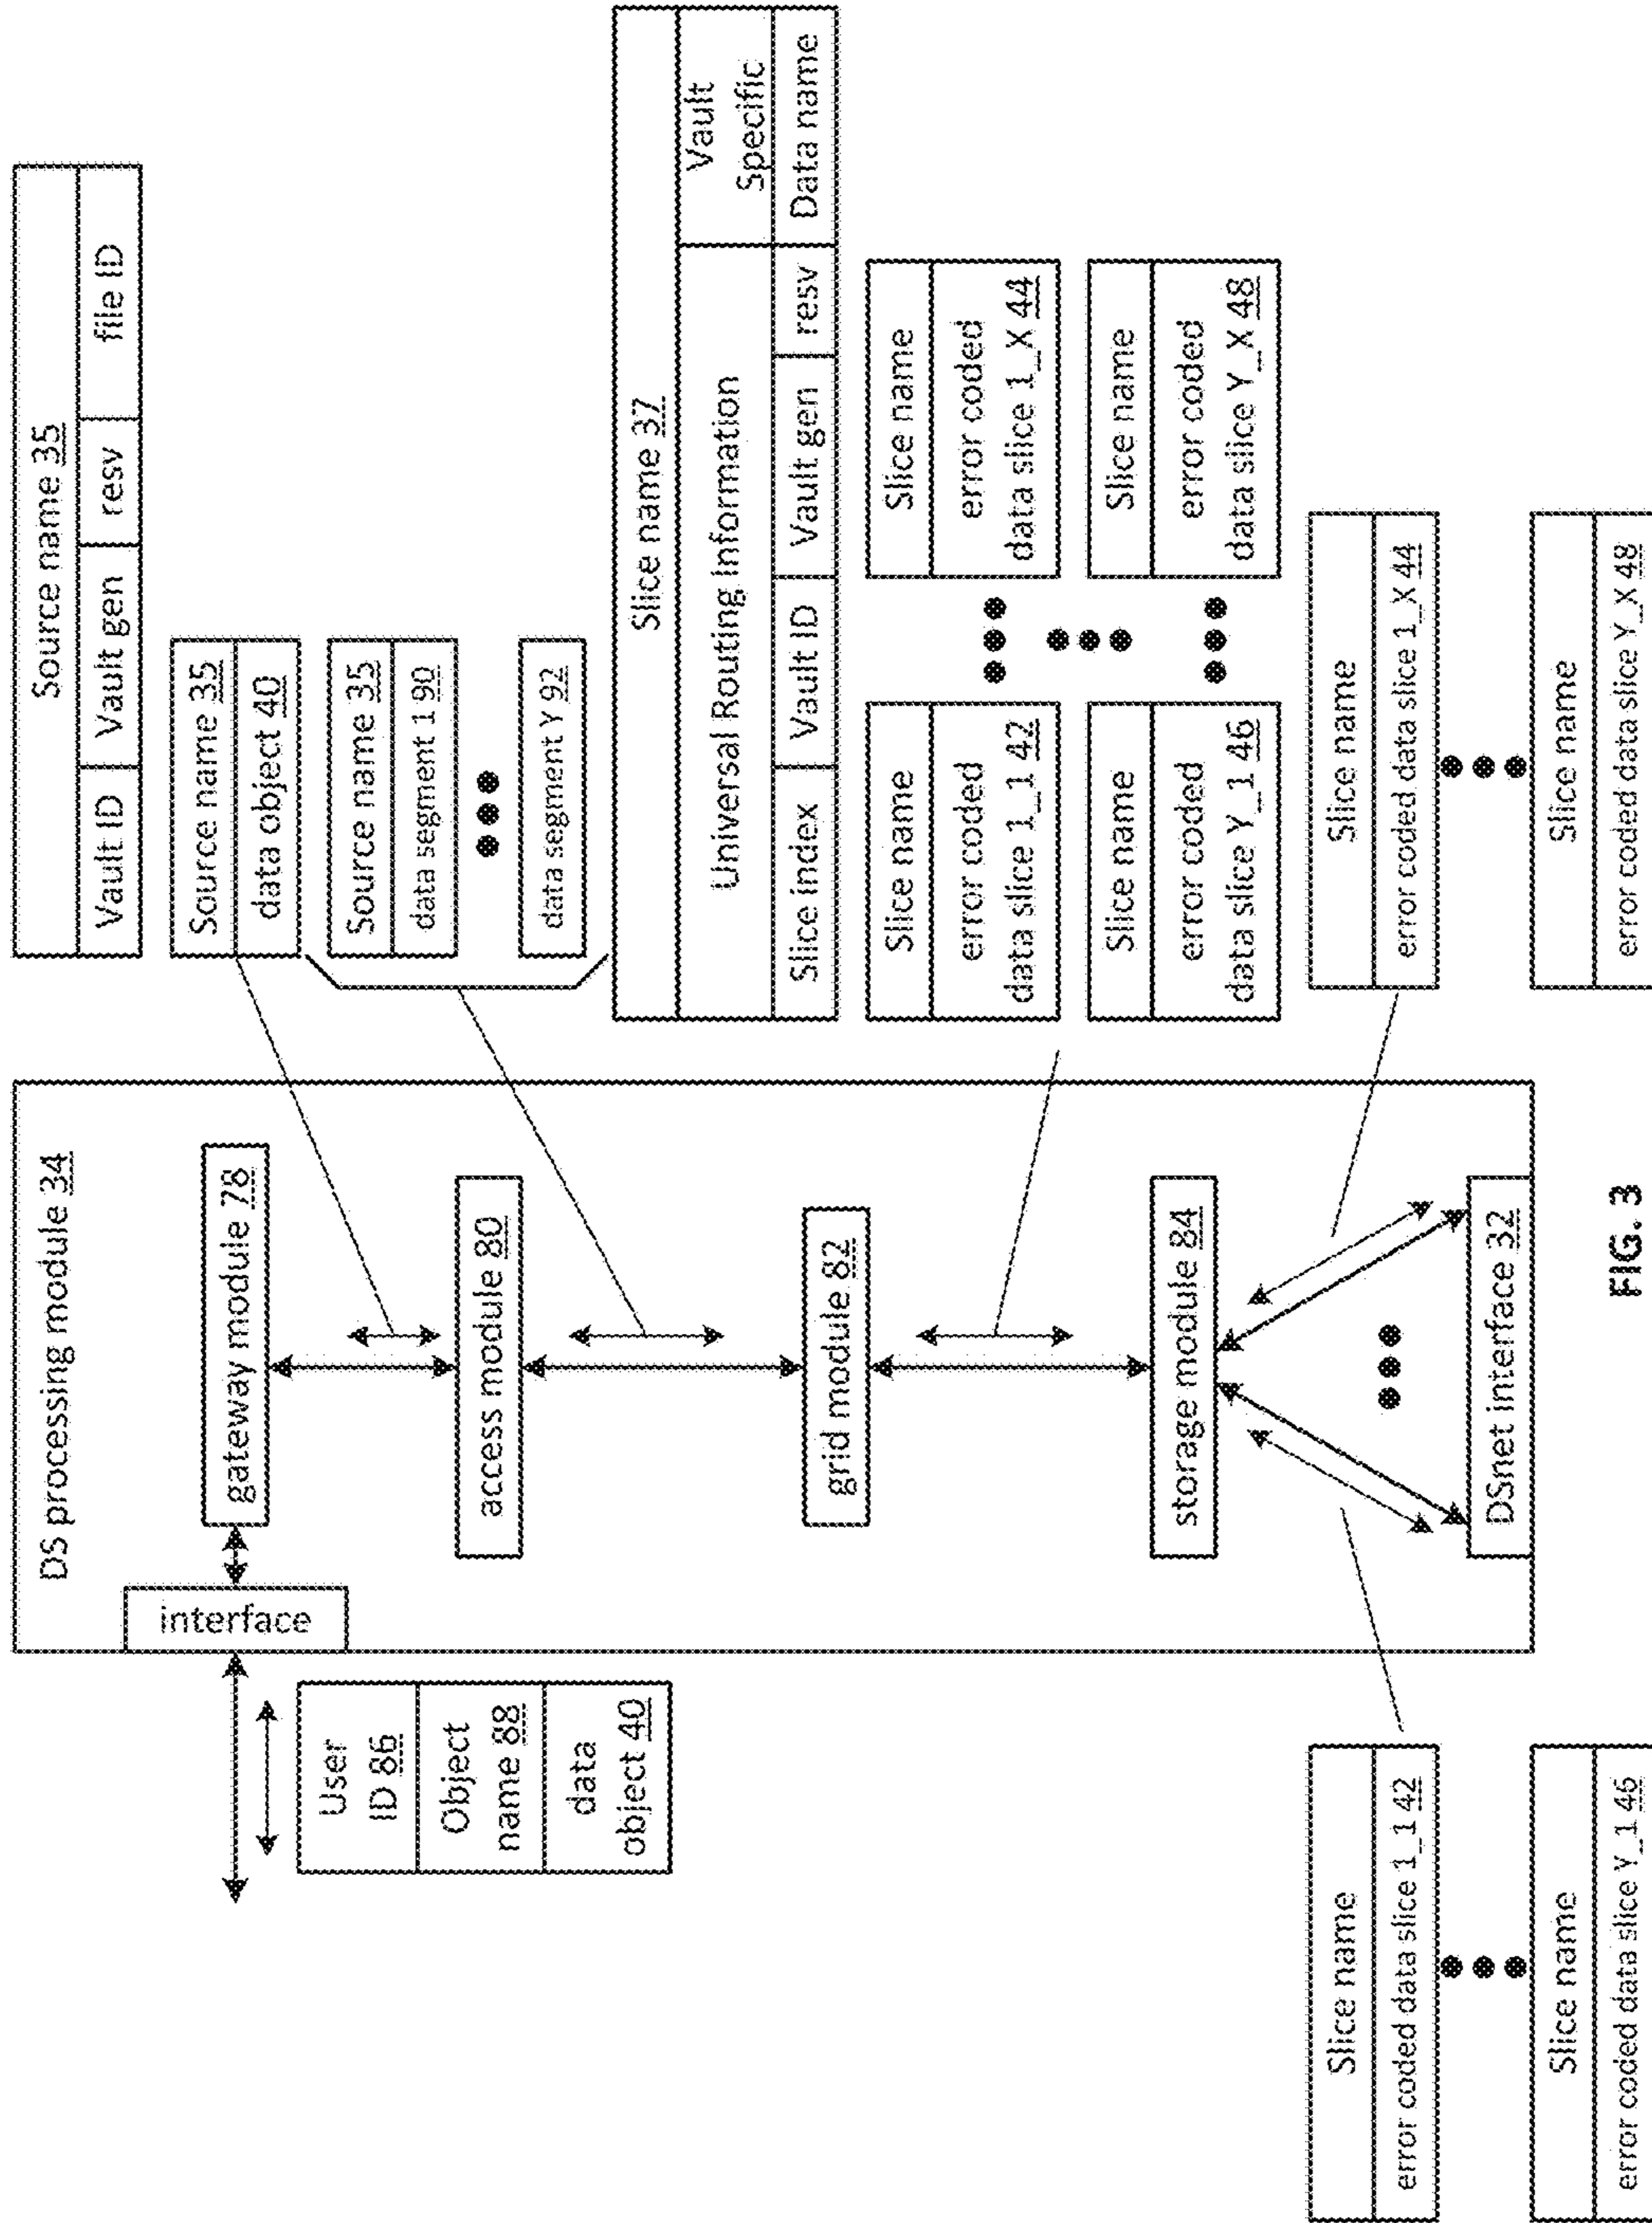 DS processing module 34
interface
gateway module 78
access module 80
grid module 82
storage module 84
DSnet interface 32
User
ID 86
Object
name 88
data
object 40
Source name 35
Vault ID
Vault gen
resv
file ID
Source name 35
data object 40
Source name 35
data segment 1 90
data segment Y 92
Slice name 37
Universal Routing Information
Vault
Specific
Slice index
Vault ID
Vault gen
resv
Data name
Slice name
error coded
data slice 1_1 42
Slice name
error coded
data slice 1_X 44
Slice name
error coded
data slice Y_1 46
Slice name
error coded
data slice Y_X 48
Slice name
error coded data slice 1_1 42
Slice name
error coded data slice Y_1 46
Slice name
error coded data slice 1_X 44
Slice name
error coded data slice Y_X 48
FIG. 3